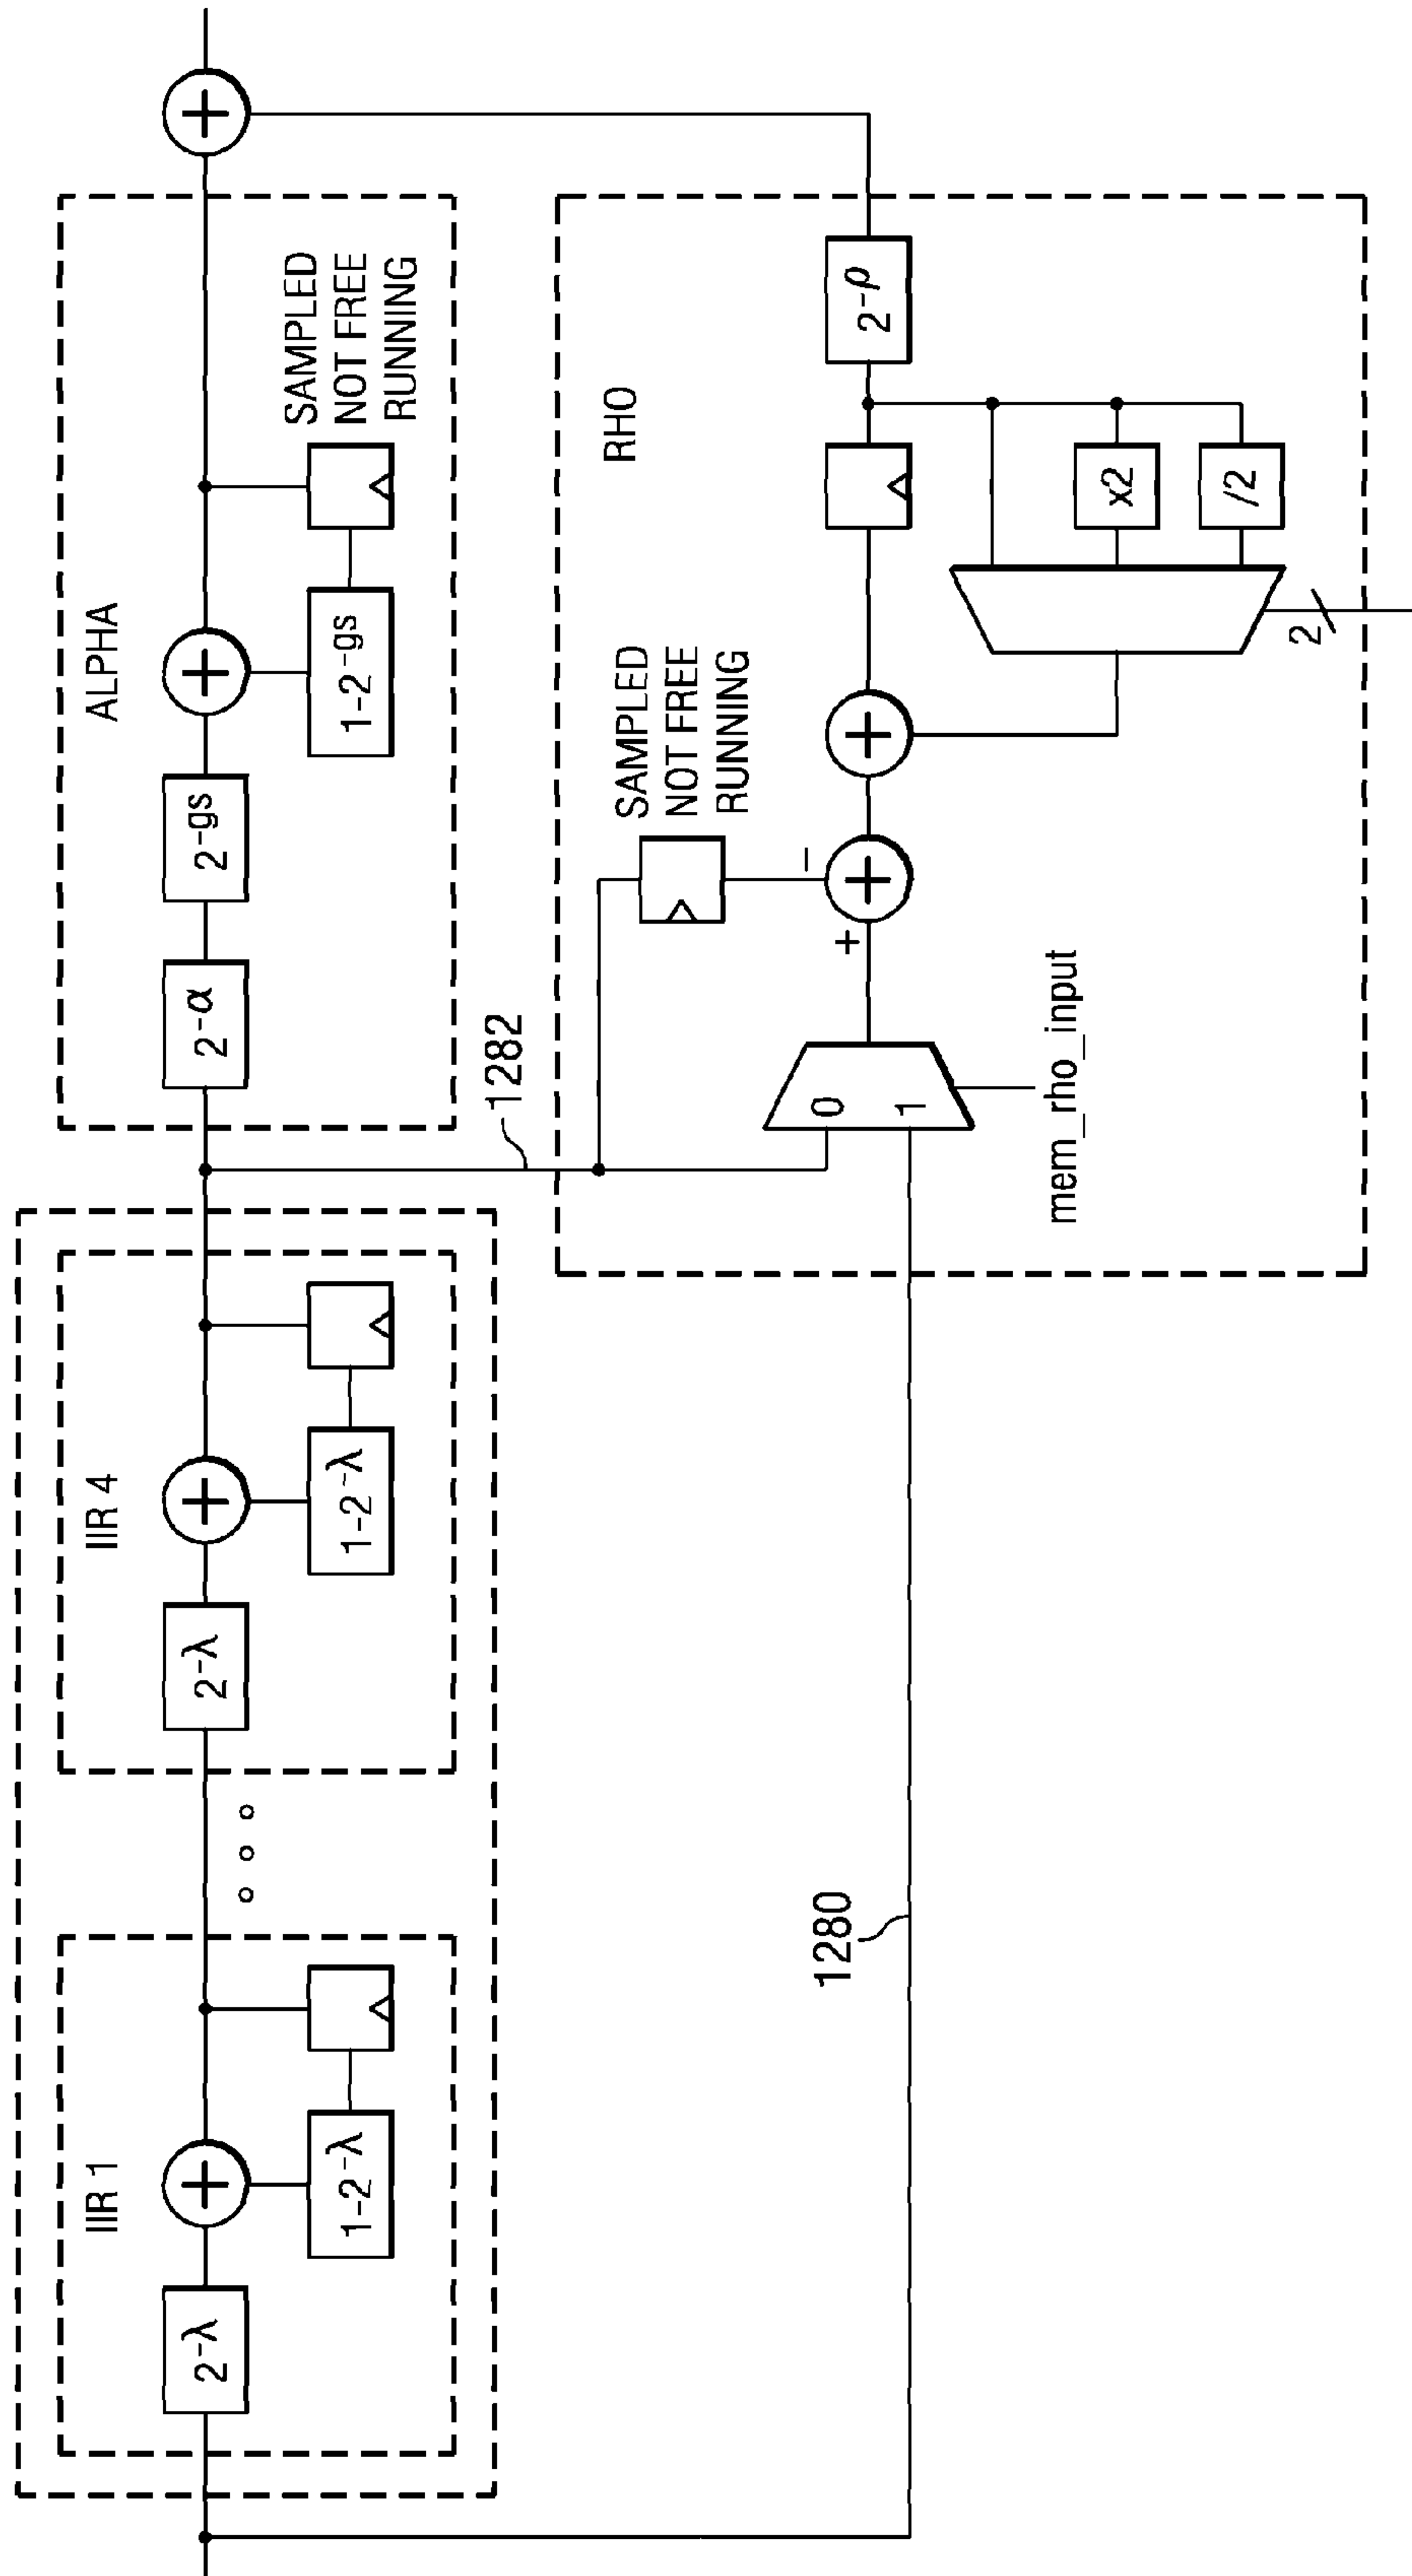 IIR 1
2^-λ
+
1-2^-λ
IIR 4
2^-λ
+
1-2^-λ
ALPHA
2^-α
2^-gs
+
1-2^-gs
SAMPLED
NOT FREE
RUNNING
+
1282
1280
RHO
SAMPLED
NOT FREE
RUNNING
0
1
mem_rho_input
+
−
+
+
2^-ρ
x2
/2
2